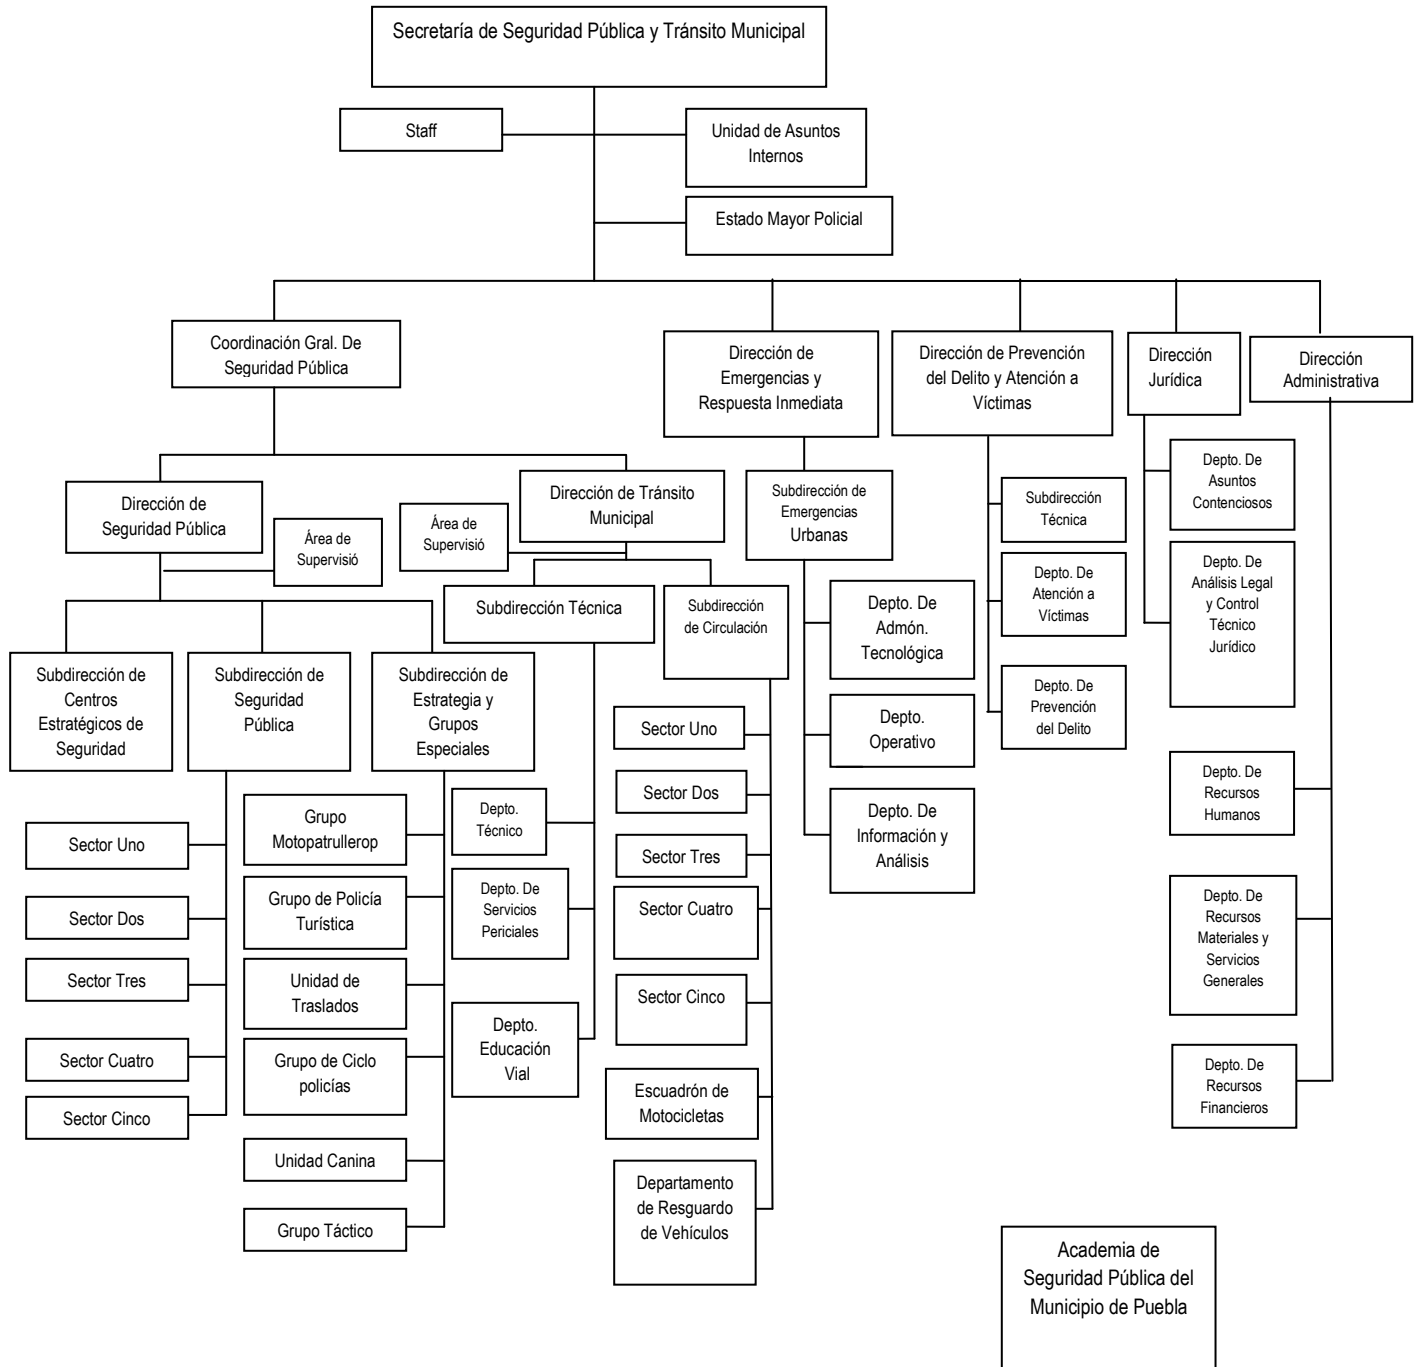 Secretaría de Seguridad Pública y Tránsito Municipal
Staff
Unidad de Asuntos
Internos
Estado Mayor Policial
Coordinación Gral. De
Seguridad Pública
Dirección de
Emergencias y
Respuesta Inmediata
Dirección de Prevención
del Delito y Atención a
Víctimas
Dirección
Jurídica
Dirección
Administrativa
Dirección de
Seguridad Pública
Área de
Supervisió
Área de
Supervisió
Dirección de Tránsito
Municipal
Subdirección de
Emergencias
Urbanas
Subdirección
Técnica
Depto. De
Asuntos
Contenciosos
Subdirección Técnica
Subdirección
de Circulación
Depto. De
Admón.
Tecnológica
Depto. De
Atención a
Víctimas
Depto. De
Análisis Legal
y Control
Técnico
Jurídico
Subdirección de
Centros
Estratégicos de
Seguridad
Subdirección de
Seguridad
Pública
Subdirección de
Estrategia y
Grupos
Especiales
Sector Uno
Depto.
Operativo
Depto. De
Prevención
del Delito
Sector Uno
Grupo
Motopatrullerop
Depto.
Técnico
Sector Dos
Depto. De
Información y
Análisis
Depto. De
Recursos
Humanos
Sector Dos
Grupo de Policía
Turística
Depto. De
Servicios
Periciales
Sector Tres
Sector Cuatro
Depto. De
Recursos
Materiales y
Servicios
Generales
Sector Tres
Unidad de
Traslados
Sector Cinco
Sector Cuatro
Grupo de Ciclo
policías
Depto.
Educación
Vial
Escuadrón de
Motocicletas
Depto. De
Recursos
Financieros
Sector Cinco
Unidad Canina
Departamento
de Resguardo
de Vehículos
Grupo Táctico
Academia de
Seguridad Pública del
Municipio de Puebla